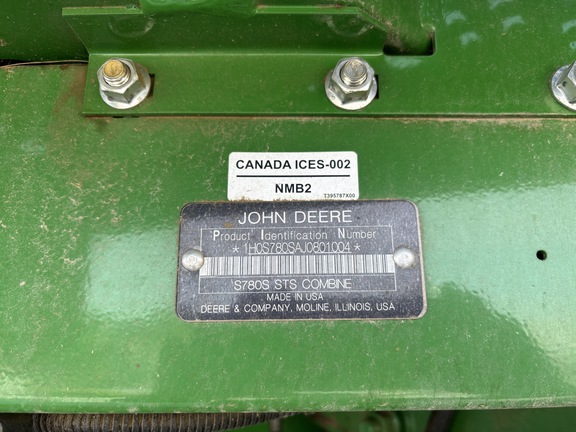 CANADA ICES-002
NMB2
T395787X00
JOHN DEERE
Product Identification Number
*1H0S780SAJ0801004*
S780S STS COMBINE
MADE IN USA
DEERE & COMPANY, MOLINE, ILLINOIS, USA